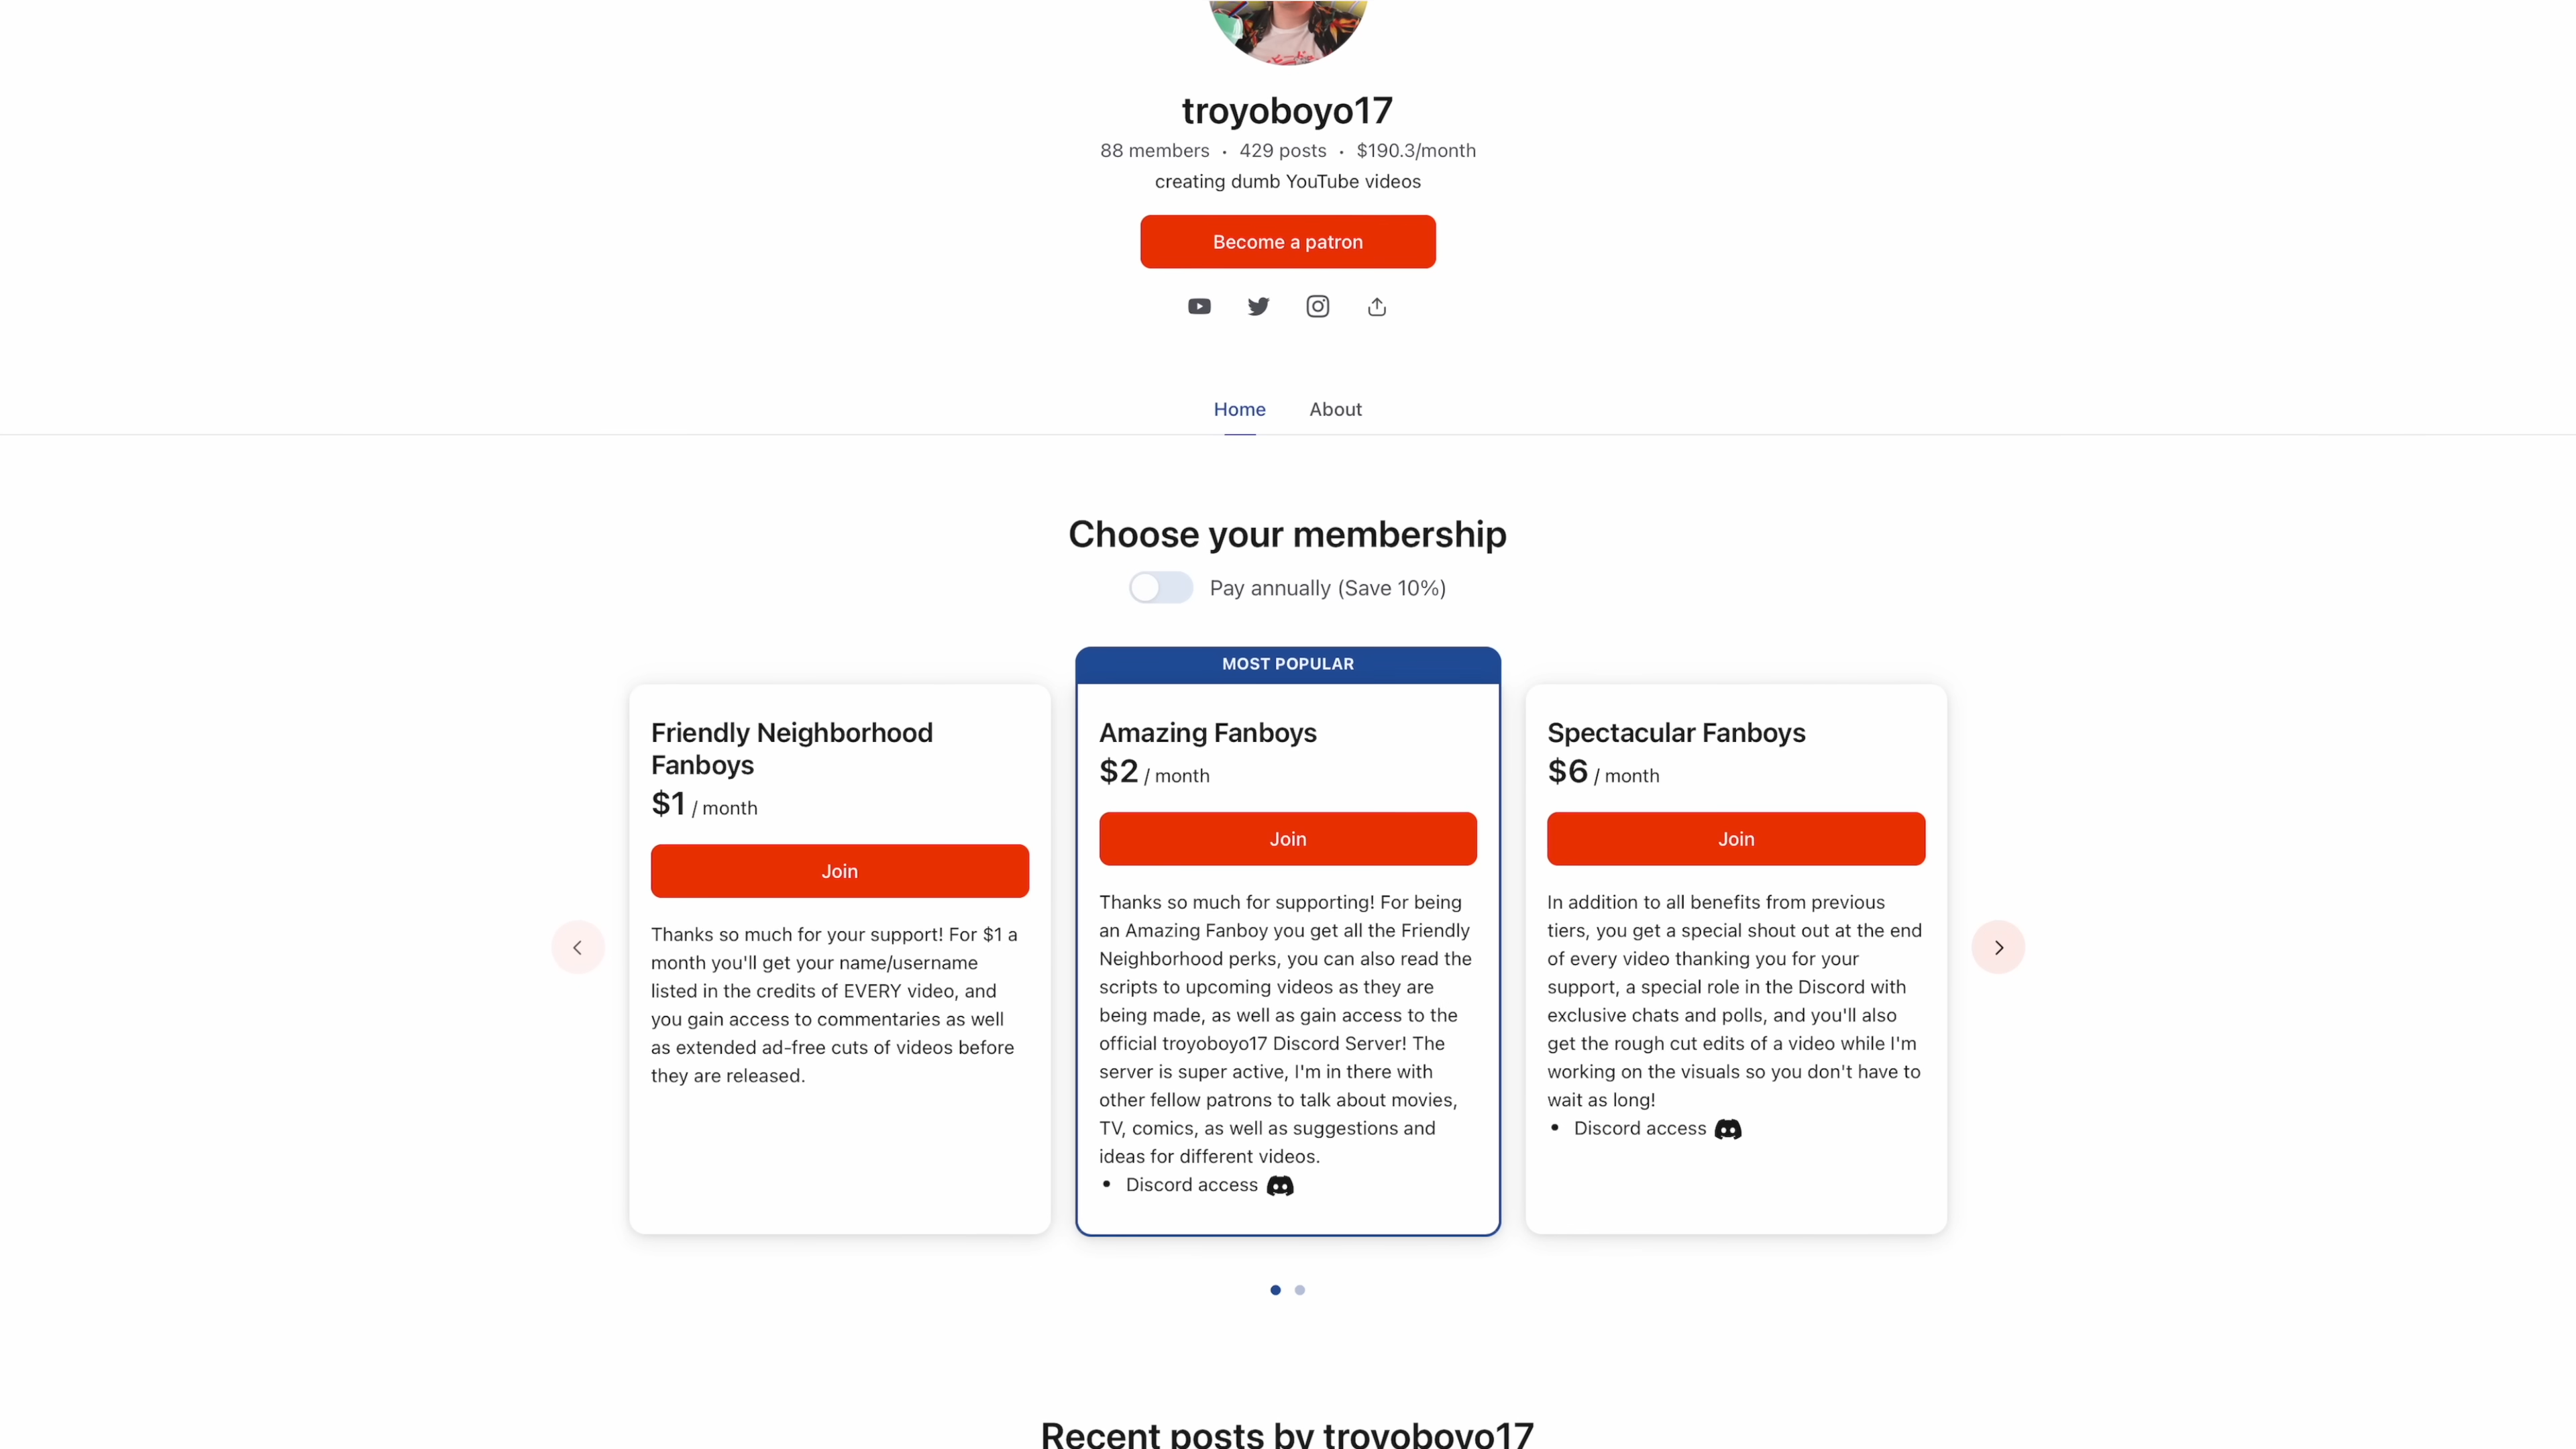 troyoboyo17
88 members · 429 posts · $190.3/month
creating dumb YouTube videos
Become a patron
Home About
Choose your membership
Pay annually (Save 10%)
Friendly Neighborhood
Fanboys
$1 / month
Join
Thanks so much for your support! For $1 a
month you'll get your name/username
listed in the credits of EVERY video, and
you gain access to commentaries as well
as extended ad-free cuts of videos before
they are released.
MOST POPULAR
Amazing Fanboys
$2 / month
Join
Thanks so much for supporting! For being
an Amazing Fanboy you get all the Friendly
Neighborhood perks, you can also read the
scripts to upcoming videos as they are
being made, as well as gain access to the
official troyoboyo17 Discord Server! The
server is super active, I'm in there with
other fellow patrons to talk about movies,
TV, comics, as well as suggestions and
ideas for different videos.
• Discord access
Spectacular Fanboys
$6 / month
Join
In addition to all benefits from previous
tiers, you get a special shout out at the end
of every video thanking you for your
support, a special role in the Discord with
exclusive chats and polls, and you'll also
get the rough cut edits of a video while I'm
working on the visuals so you don't have to
wait as long!
• Discord access
Recent posts by troyoboyo17